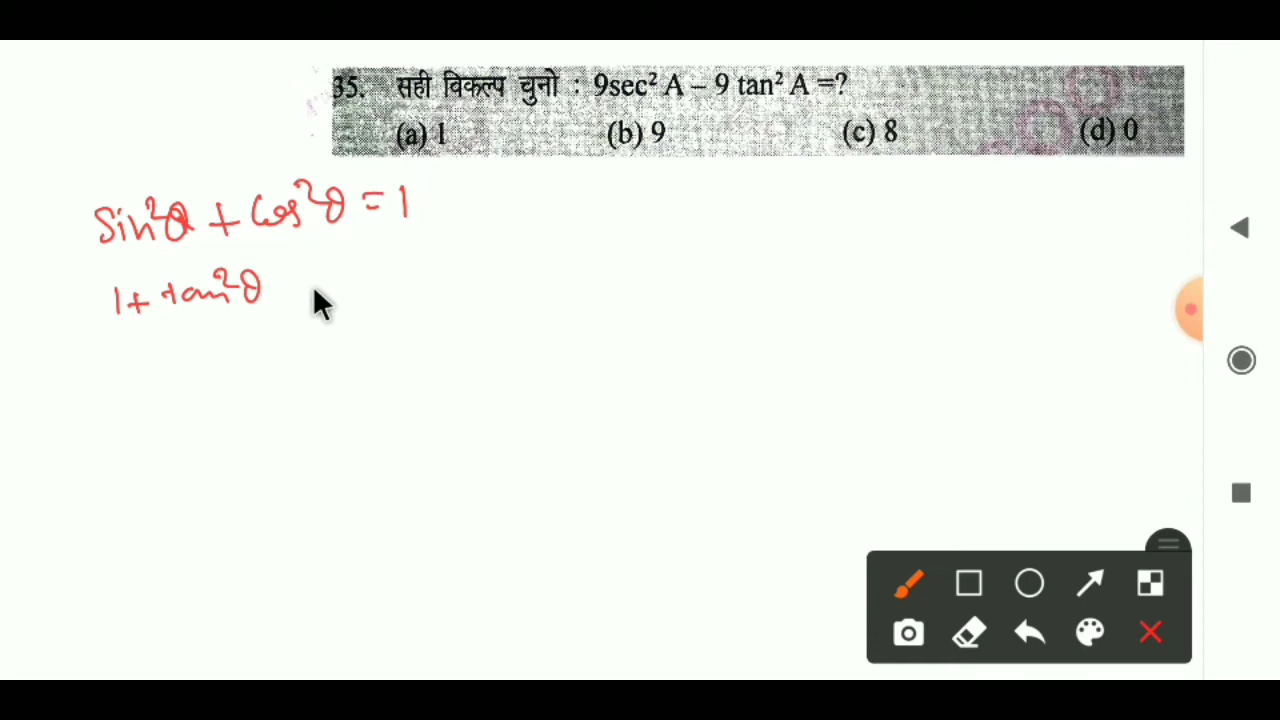 35. सही विकल्प चुनो : 9sec² A – 9 tan² A =?
(a) 1 (b) 9 (c) 8 (d) 0
Sin²θ + Cos²θ = 1
1 + tan²θ